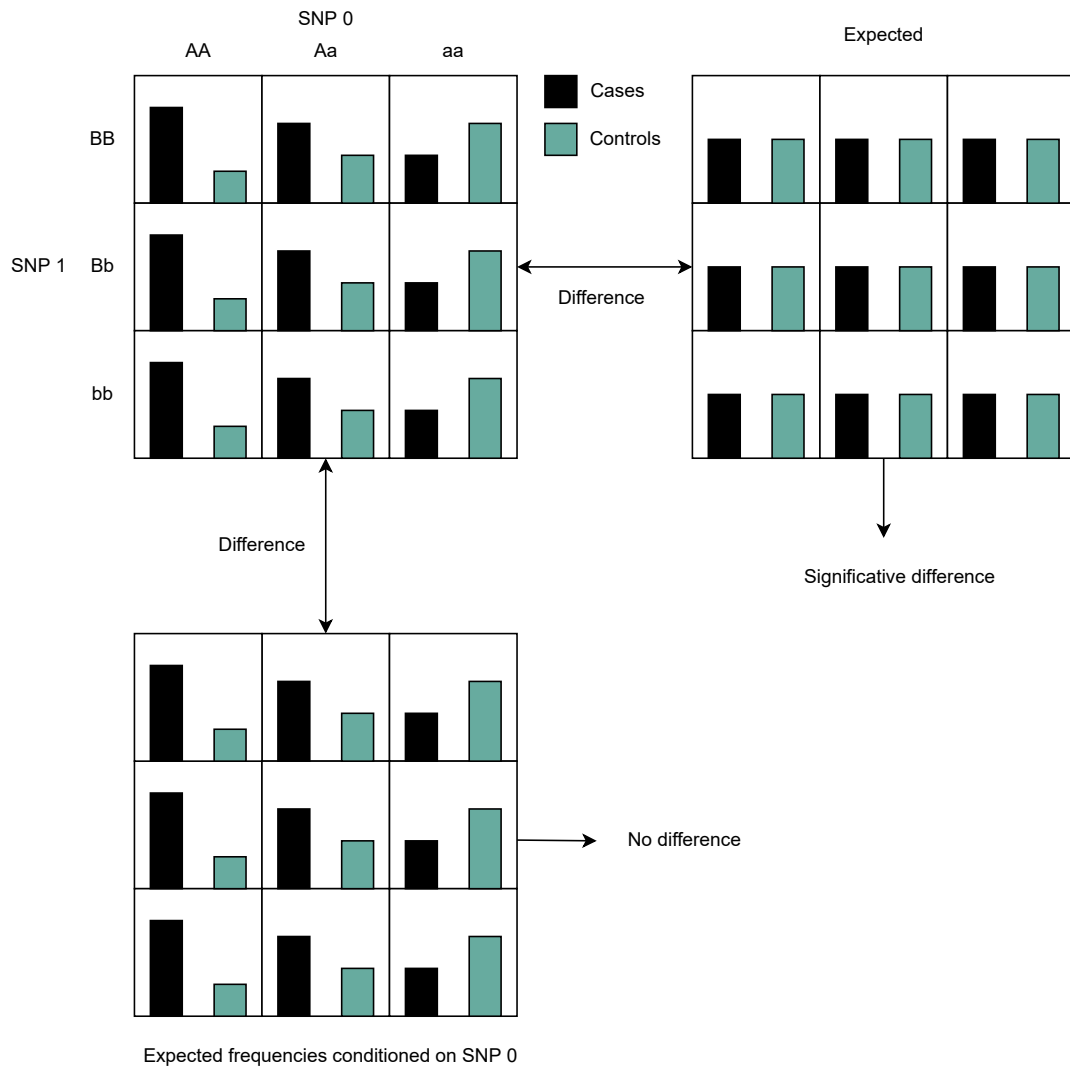 SNP 0
Expected
AA
Aa
aa
Cases
Controls
BB
SNP 1
Bb
bb
Difference
Difference
Significative difference
No difference
Expected frequencies conditioned on SNP 0